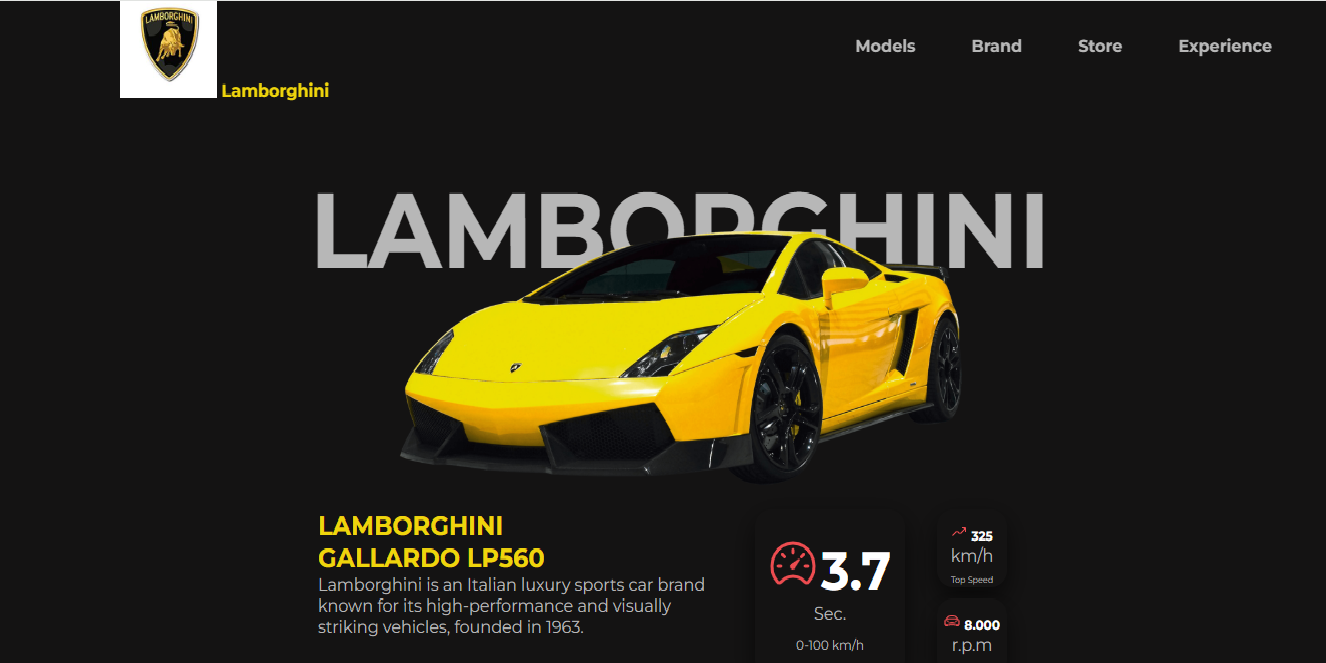 LAMBORGHINI
Lamborghini
Models
Brand
Store
Experience
LAMBORGHINI
LAMBORGHINI
GALLARDO LP560
Lamborghini is an Italian luxury sports car brand
known for its high-performance and visually
striking vehicles, founded in 1963.
3.7
Sec.
0-100 km/h
325
km/h
Top Speed
8.000
r.p.m